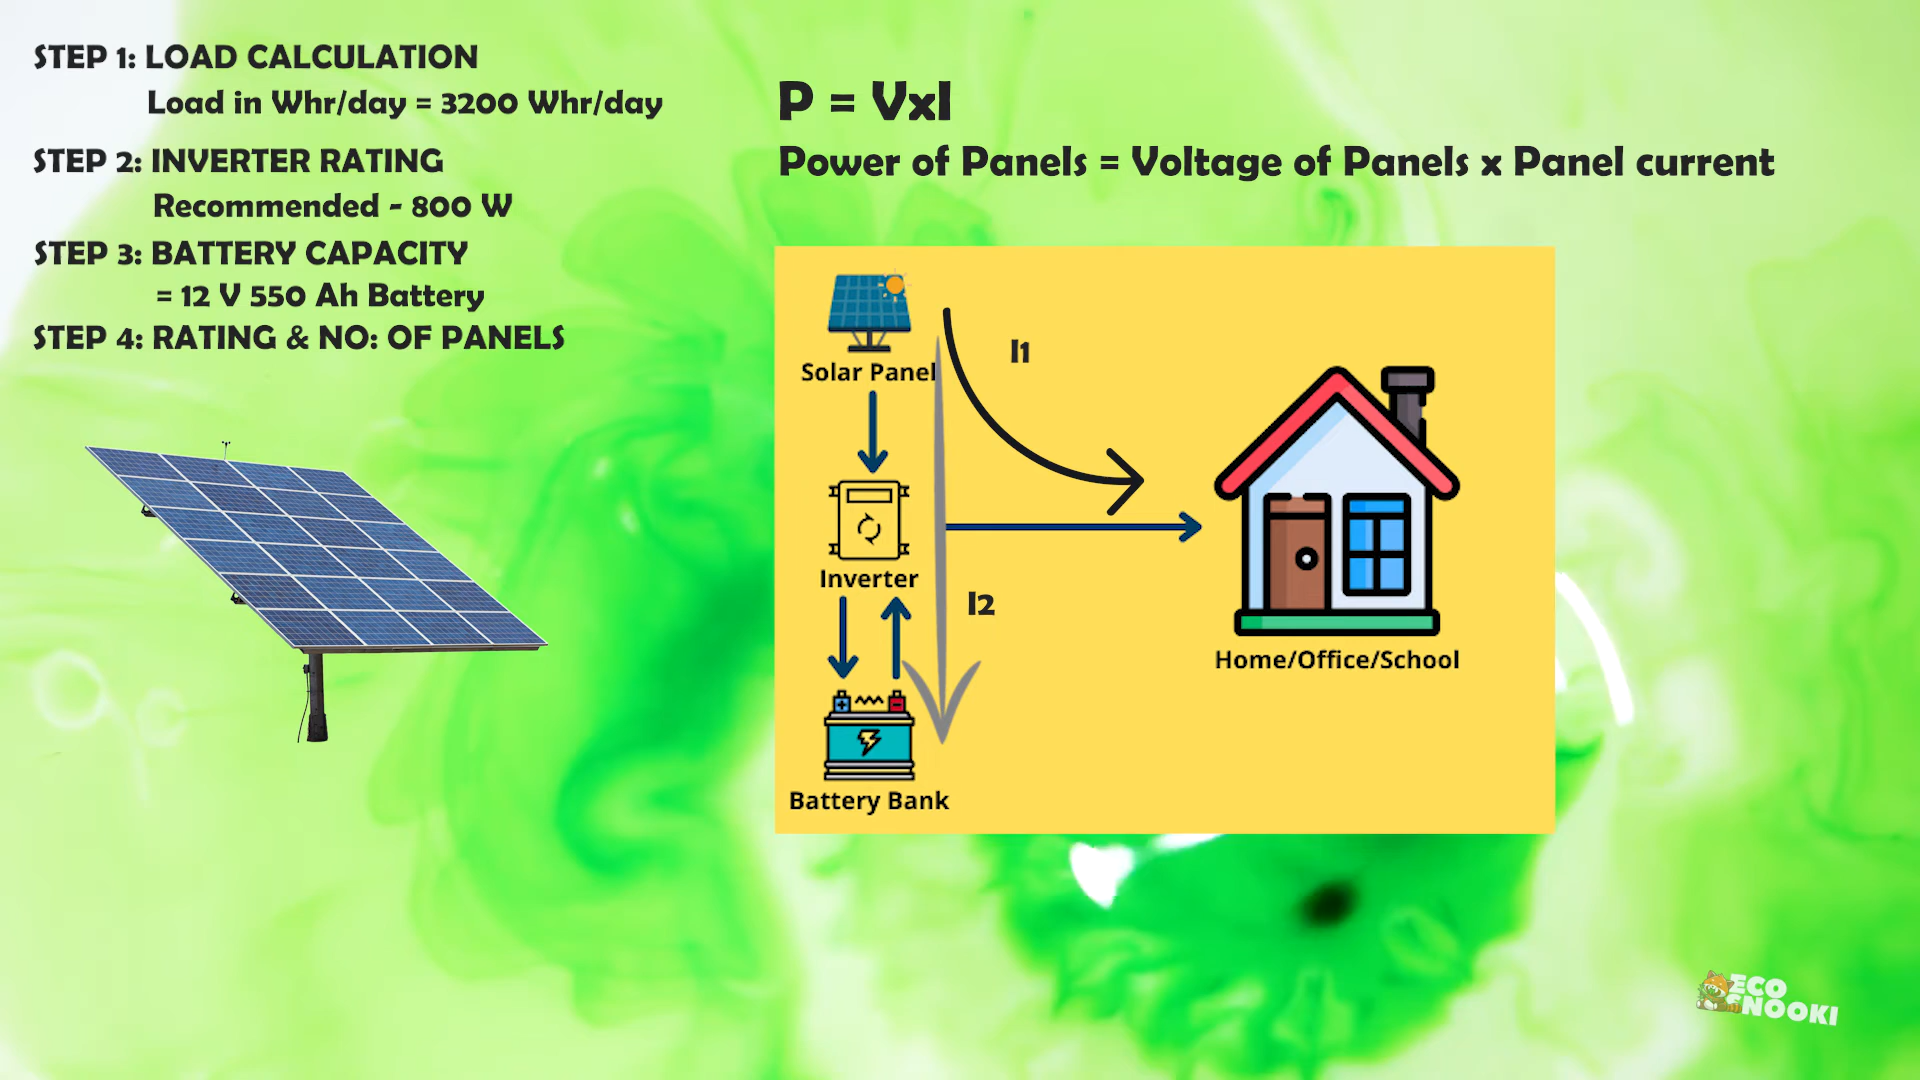 STEP 1: LOAD CALCULATION
Load in Whr/day = 3200 Whr/day
STEP 2: INVERTER RATING
Recommended - 800 W
STEP 3: BATTERY CAPACITY
= 12 V 550 Ah Battery
STEP 4: RATING & NO: OF PANELS
P = VxI
Power of Panels = Voltage of Panels x Panel current
Solar Panel
I1
Inverter
I2
Home/Office/School
Battery Bank
ECO
SNOOKI